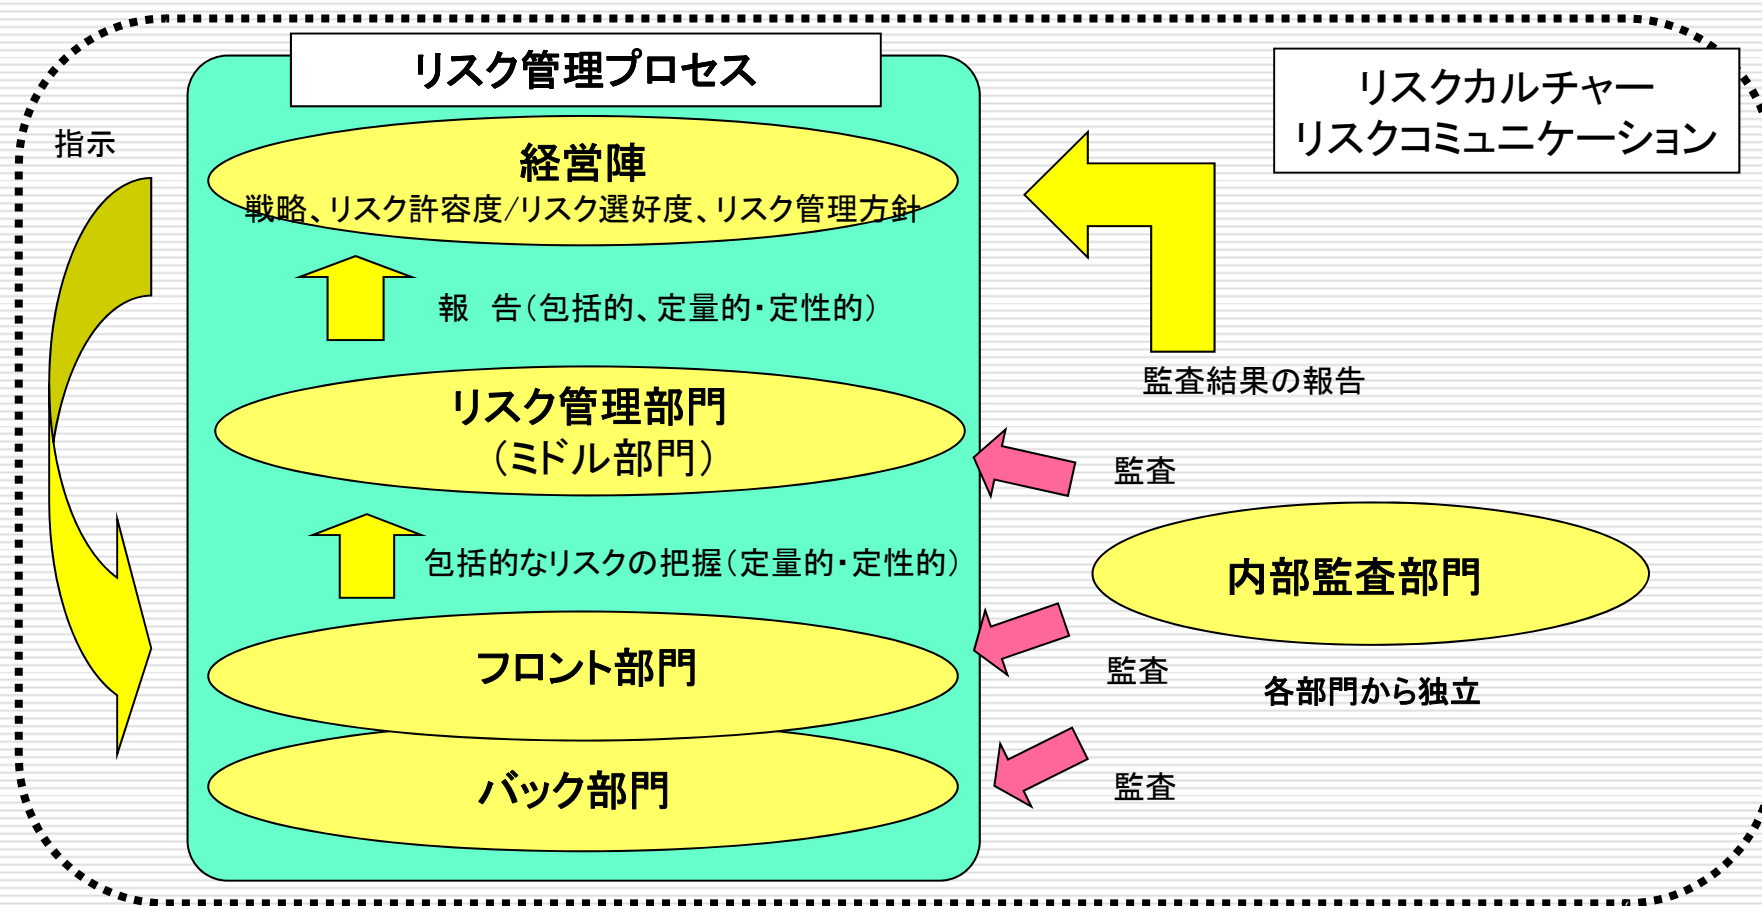 リスク管理プロセス
リスクカルチャー
リスクコミュニケーション
指示
経営陣
戦略、リスク許容度/リスク選好度、リスク管理方針
報　告（包括的、定量的・定性的）
監査結果の報告
リスク管理部門
（ミドル部門）
監査
包括的なリスクの把握（定量的・定性的）
内部監査部門
フロント部門
監査
各部門から独立
バック部門
監査